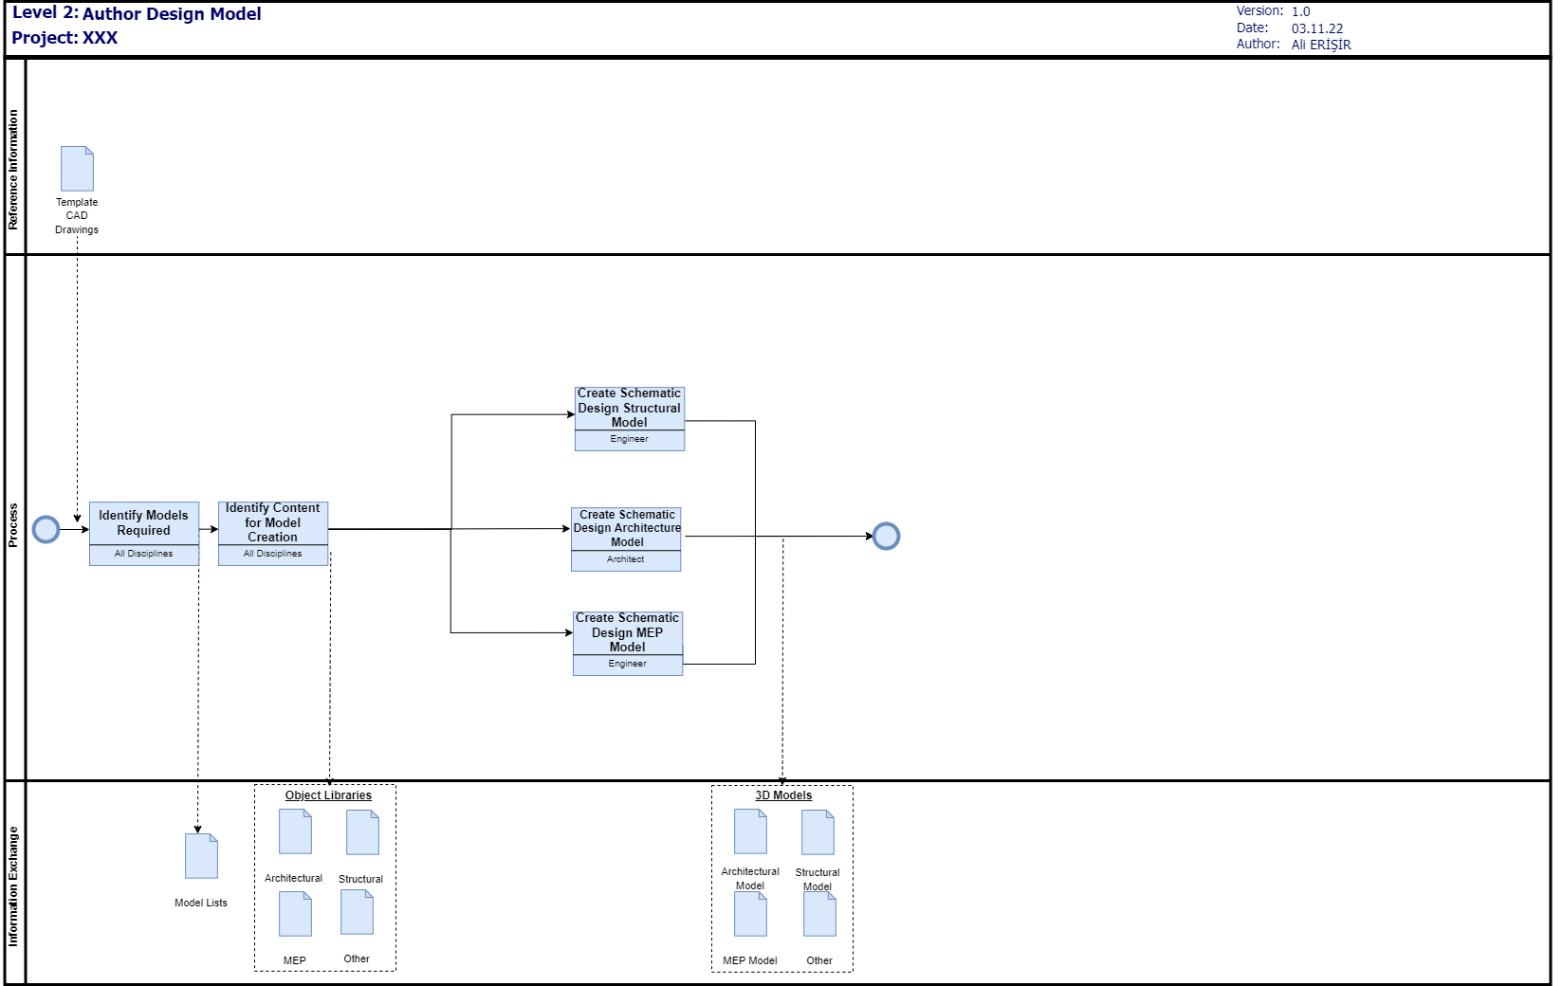 Level 2: Author Design Model
Project: XXX
Version: 1.0
Date: 03.11.22
Author: Ali ERİŞİR
Reference Information
Template
CAD
Drawings
Process
Create Schematic
Design Structural
Model
Engineer
Identify Models
Required
All Disciplines
Identify Content
for Model
Creation
All Disciplines
Create Schematic
Design Architecture
Model
Architect
Create Schematic
Design MEP
Model
Engineer
Information Exchange
Model Lists
Object Libraries
Architectural
Structural
MEP
Other
3D Models
Architectural
Model
Structural
Model
MEP Model
Other